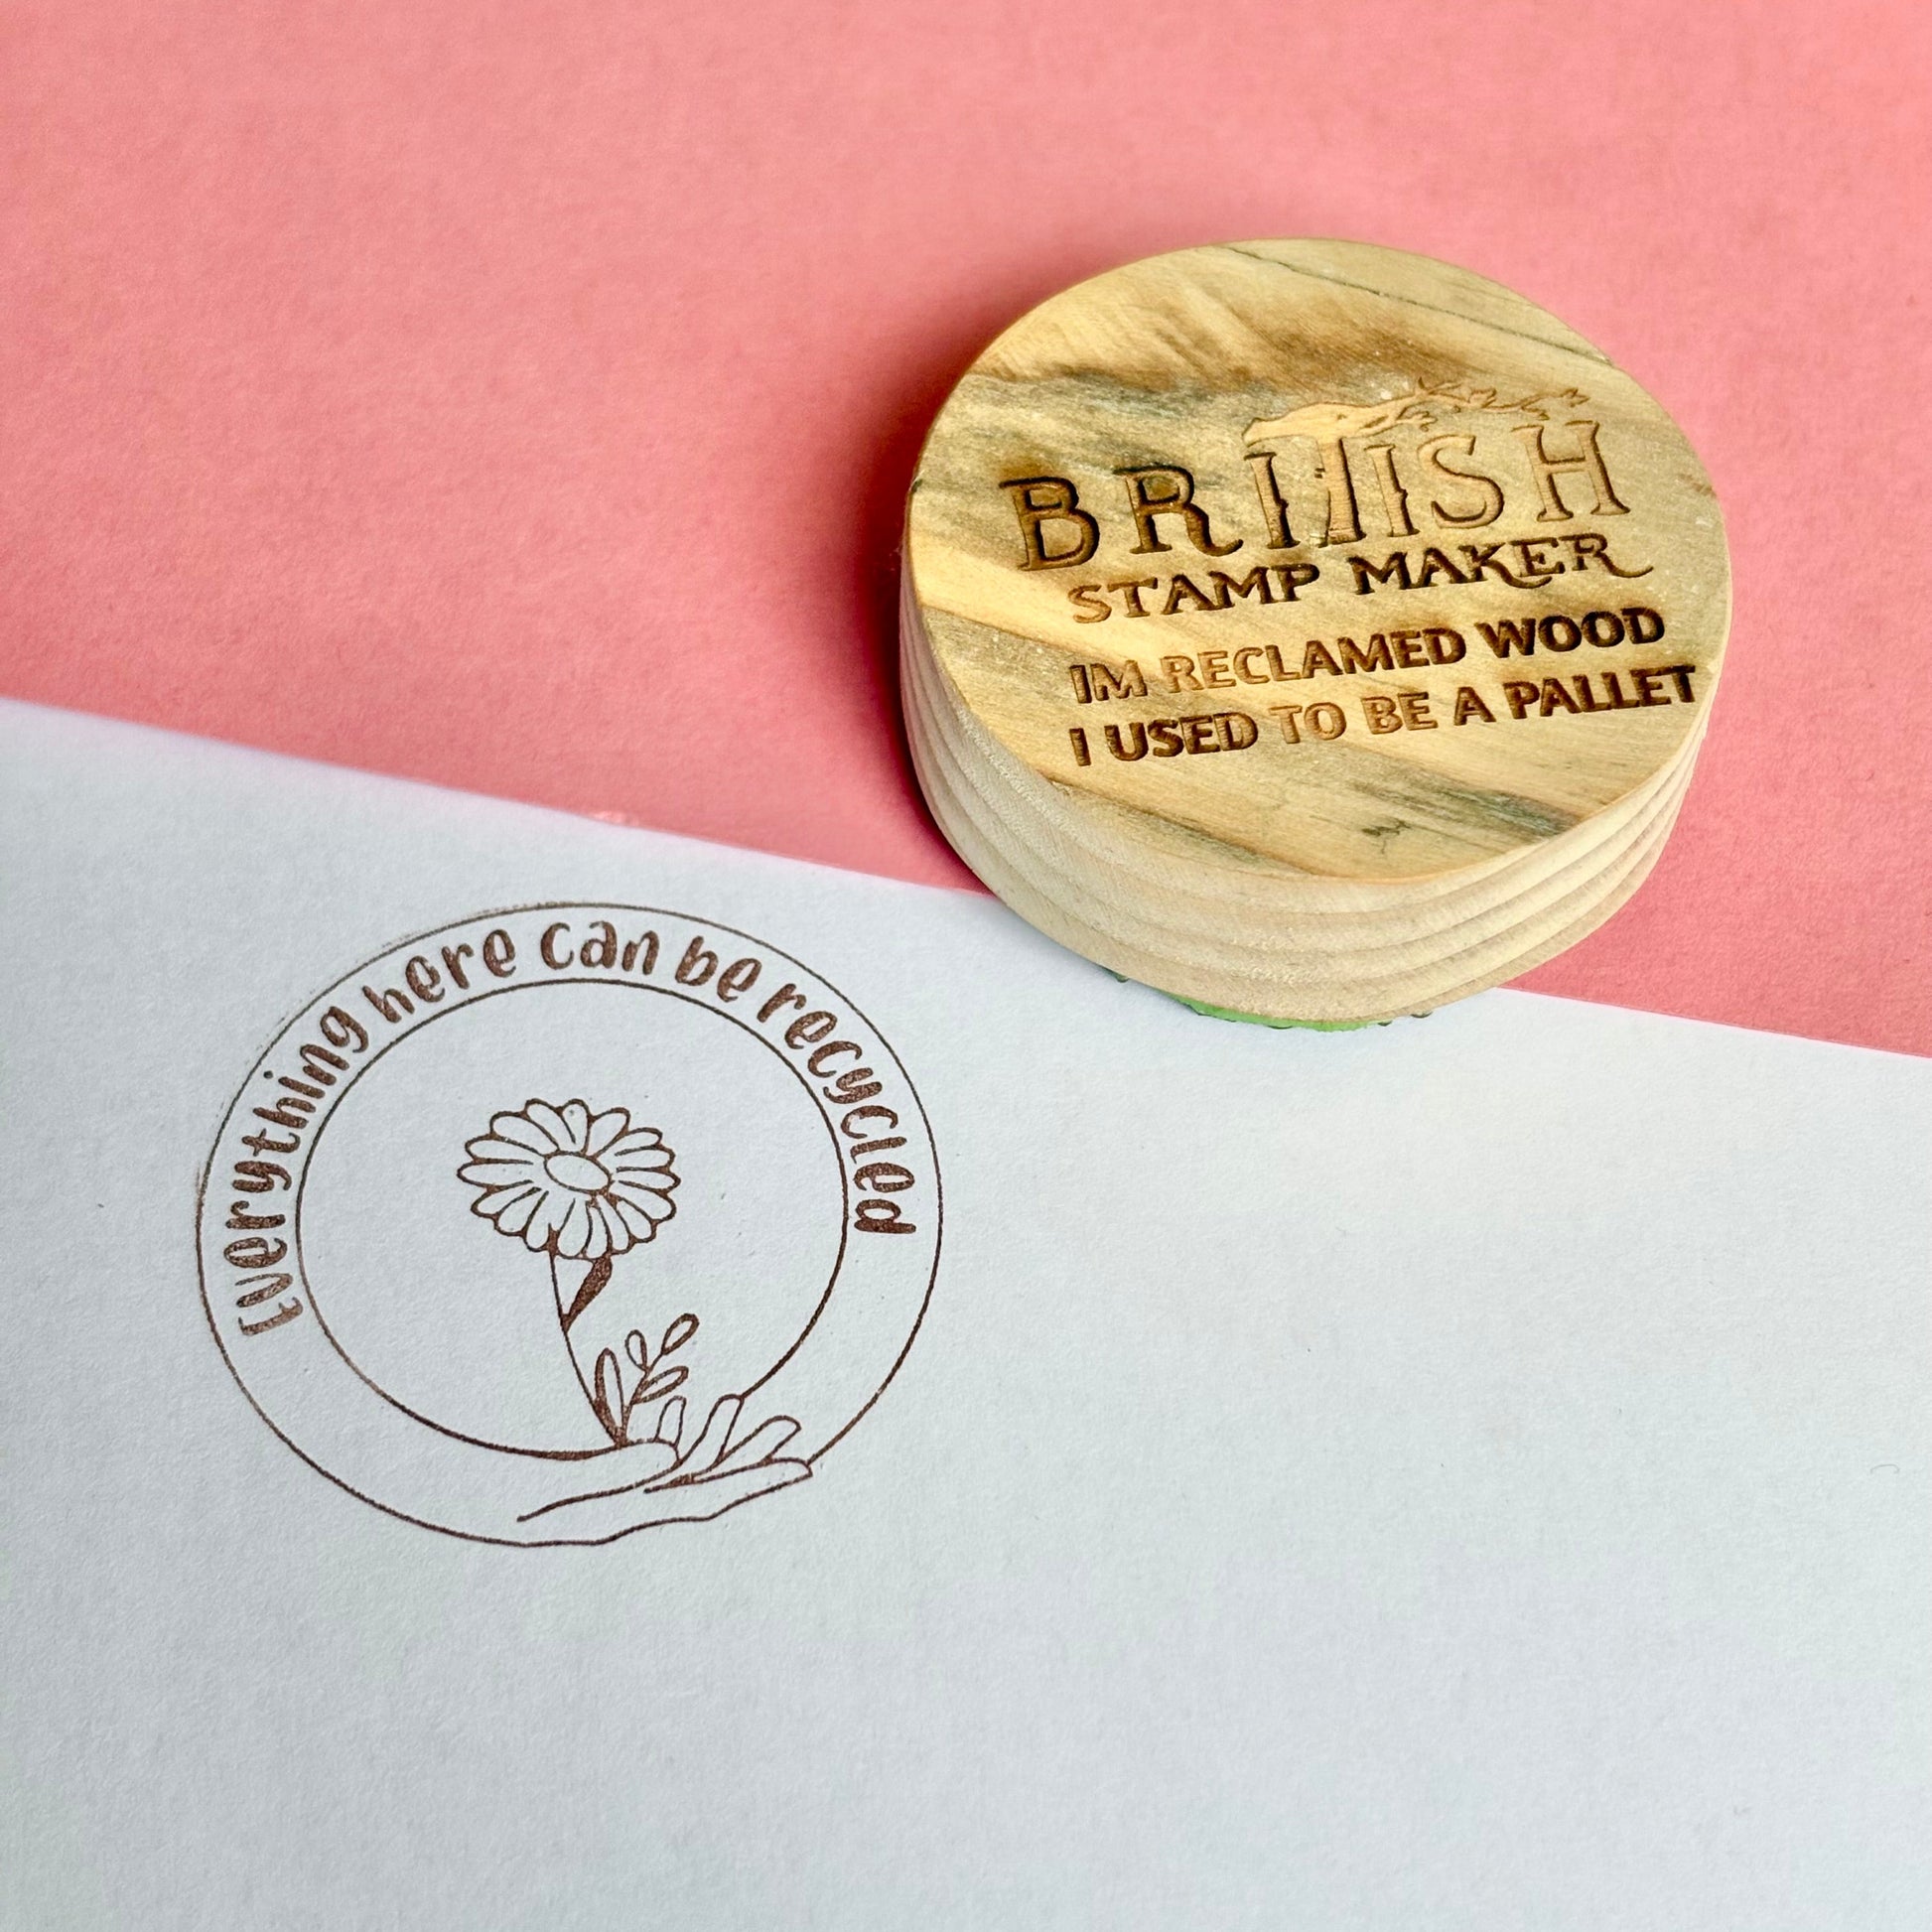 BRITISH
STAMP MAKER
IM RECLAMED WOOD
I USED TO BE A PALLET
Everything here can be recycled